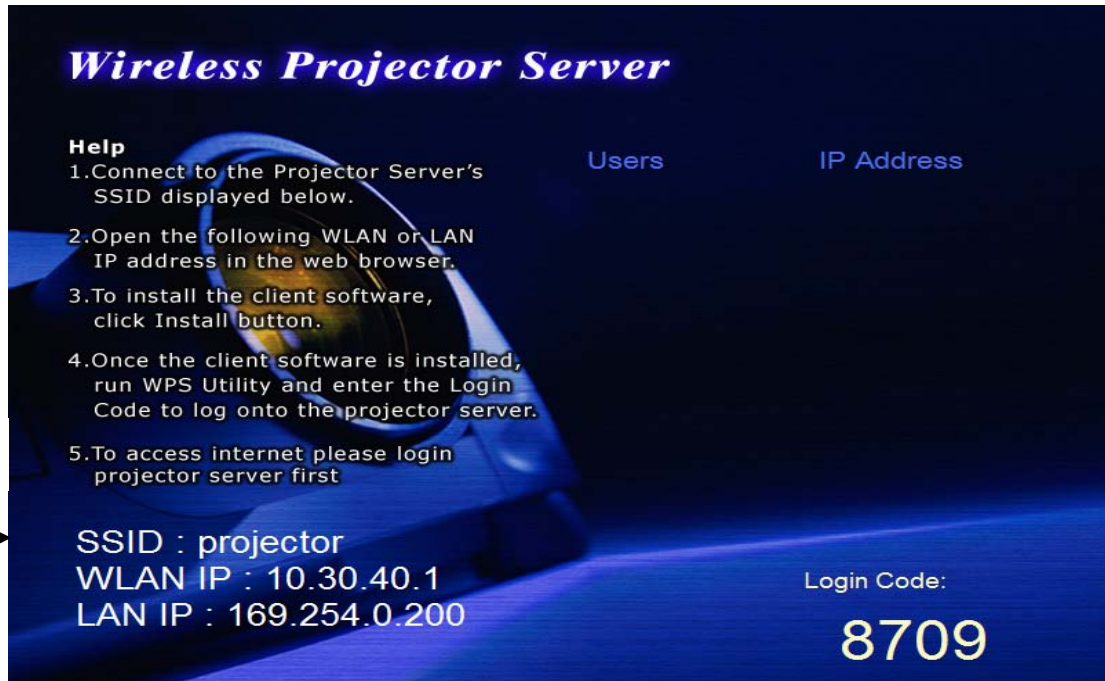 Wireless Projector Server
Help
1.Connect to the Projector Server's
SSID displayed below.
2.Open the following WLAN or LAN
IP address in the web browser.
3.To install the client software,
click Install button.
4.Once the client software is installed,
run WPS Utility and enter the Login
Code to log onto the projector server.
5.To access internet please login
projector server first
Users IP Address
SSID : projector
WLAN IP : 10.30.40.1
LAN IP : 169.254.0.200
Login Code:
8709